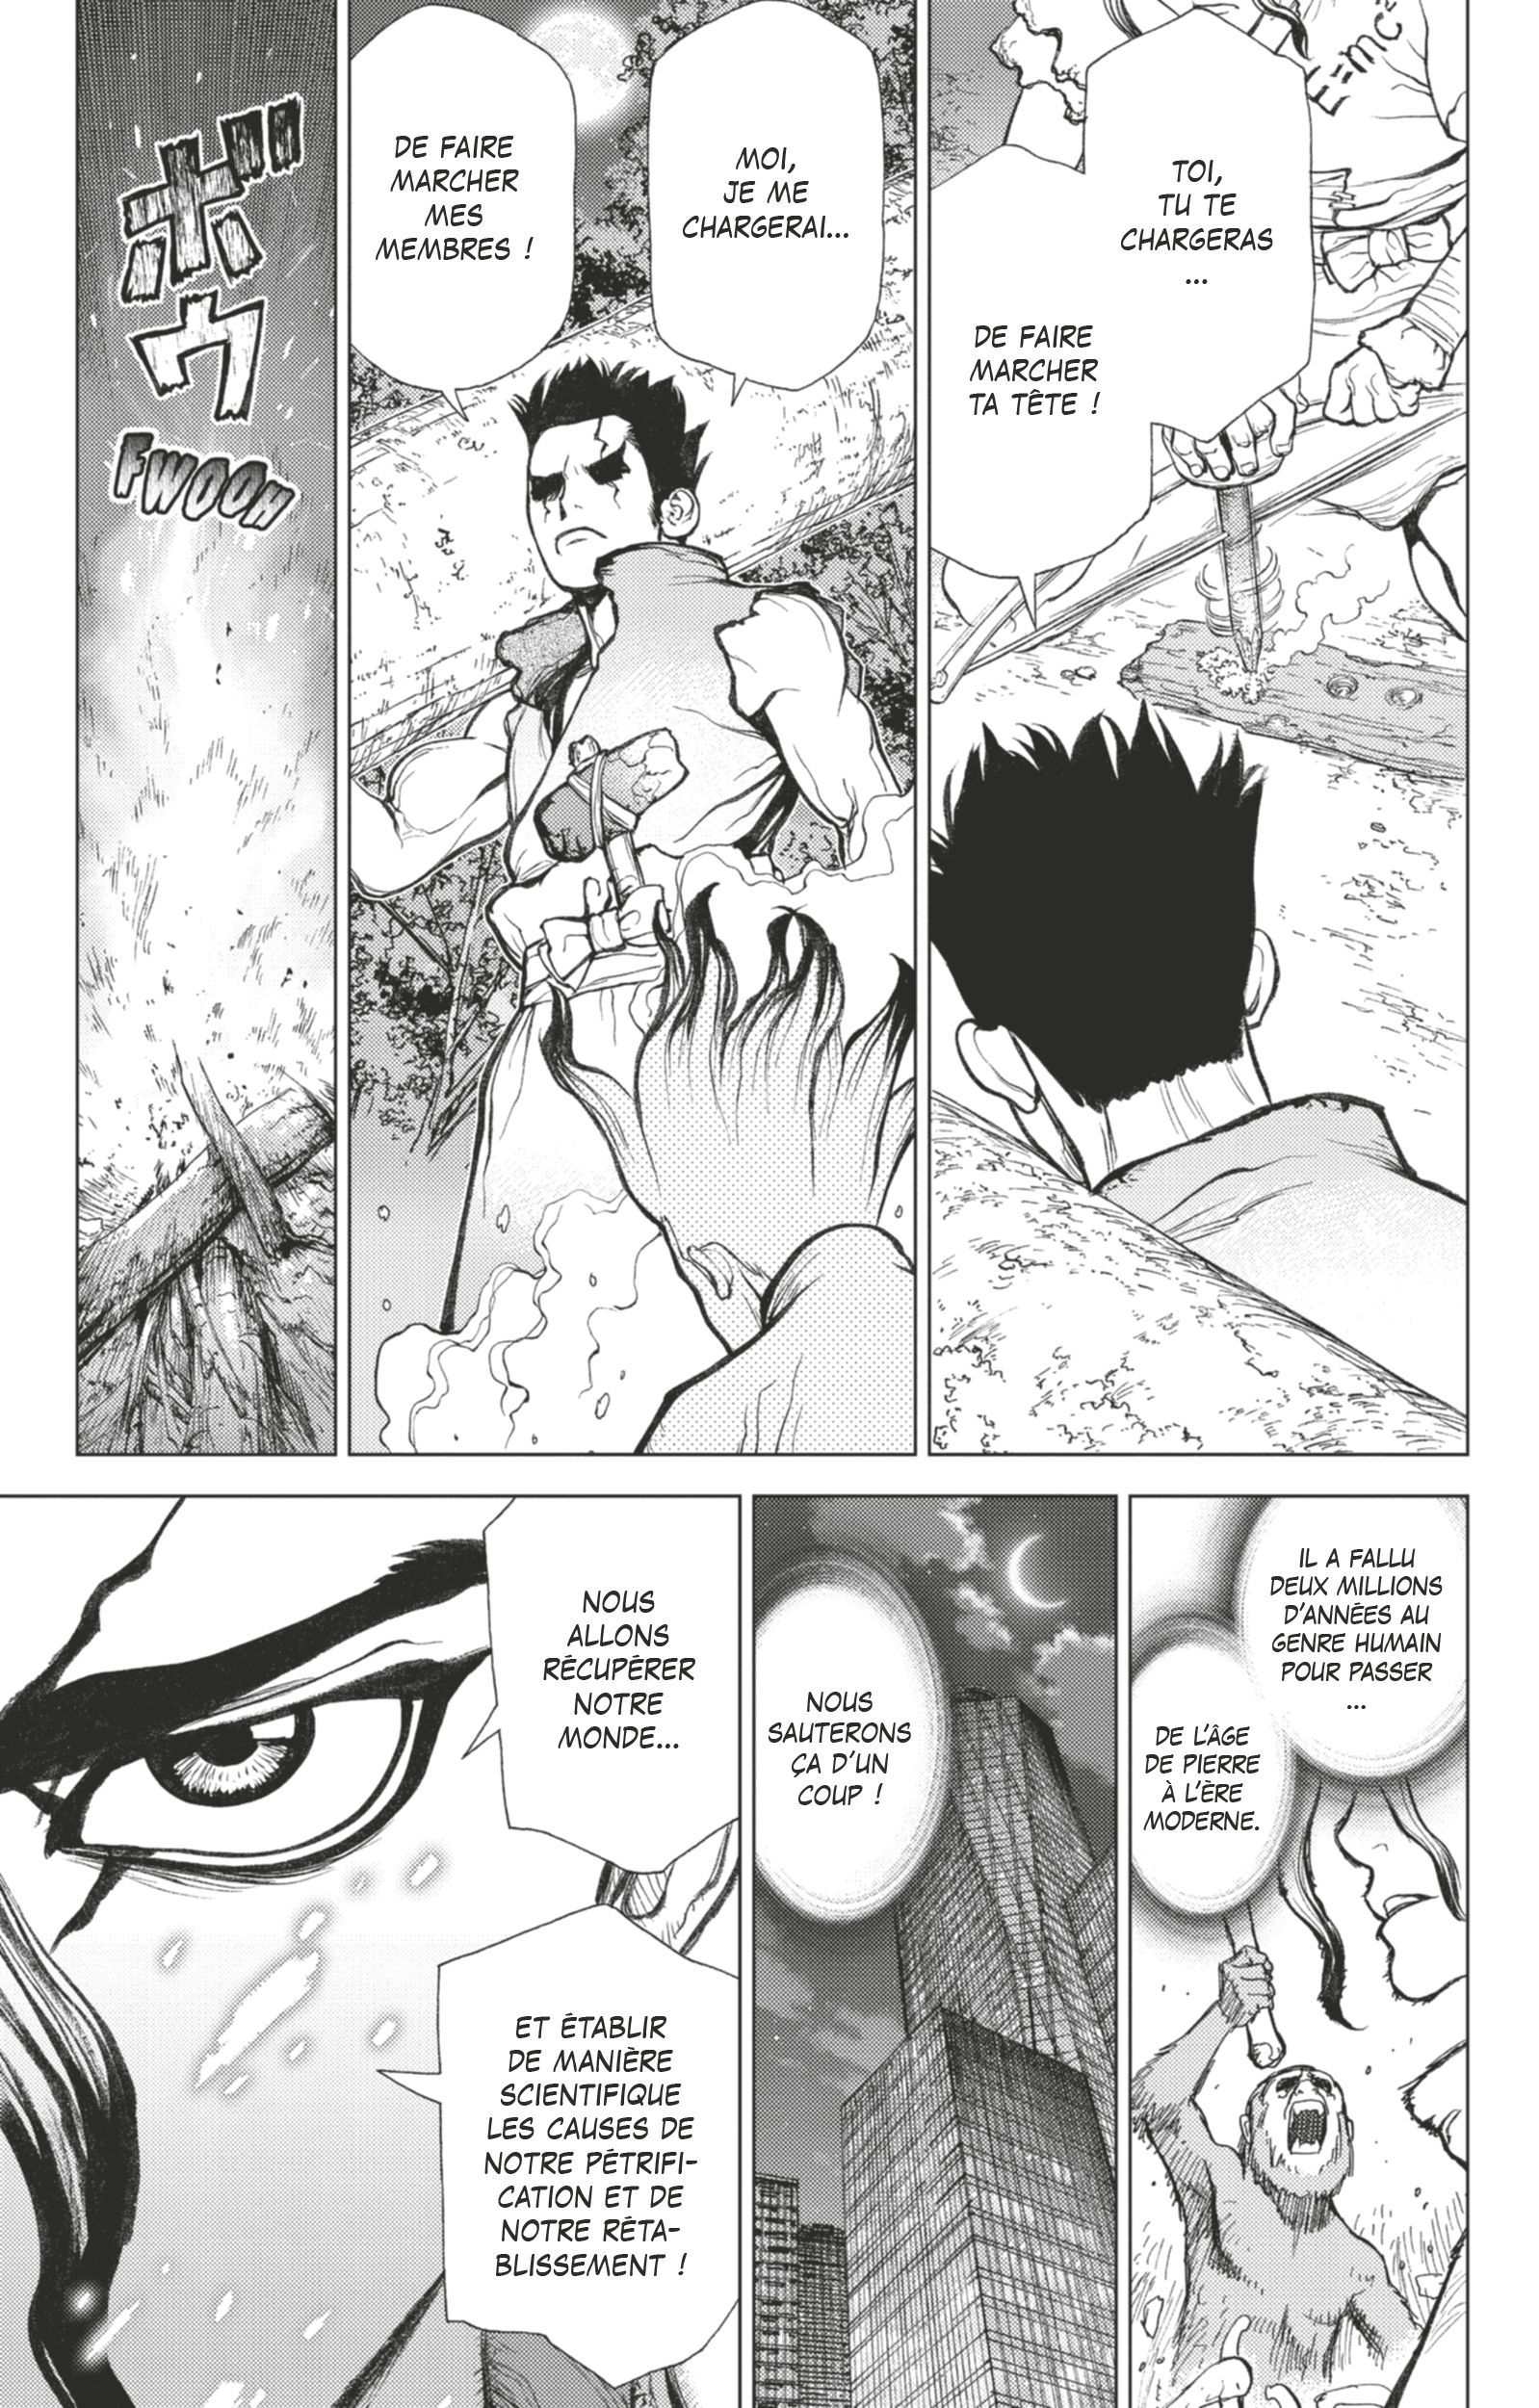 E=mc²
TOI,
TU TE
CHARGERAS
...
DE FAIRE
MARCHER
TA TÊTE !
MOI,
JE ME
CHARGERAI...
DE FAIRE
MARCHER
MES
MEMBRES !
ボウ
FWOOH
IL A FALLU
DEUX MILLIONS
D'ANNÉES AU
GENRE HUMAIN
POUR PASSER
...
DE L'ÂGE
DE PIERRE
À L'ÈRE
MODERNE.
NOUS
SAUTERONS
ÇA D'UN
COUP !
NOUS
ALLONS
RÉCUPÉRER
NOTRE
MONDE...
ET ÉTABLIR
DE MANIÈRE
SCIENTIFIQUE
LES CAUSES DE
NOTRE PÉTRIFI-
CATION ET DE
NOTRE RÉTA-
BLISSEMENT !